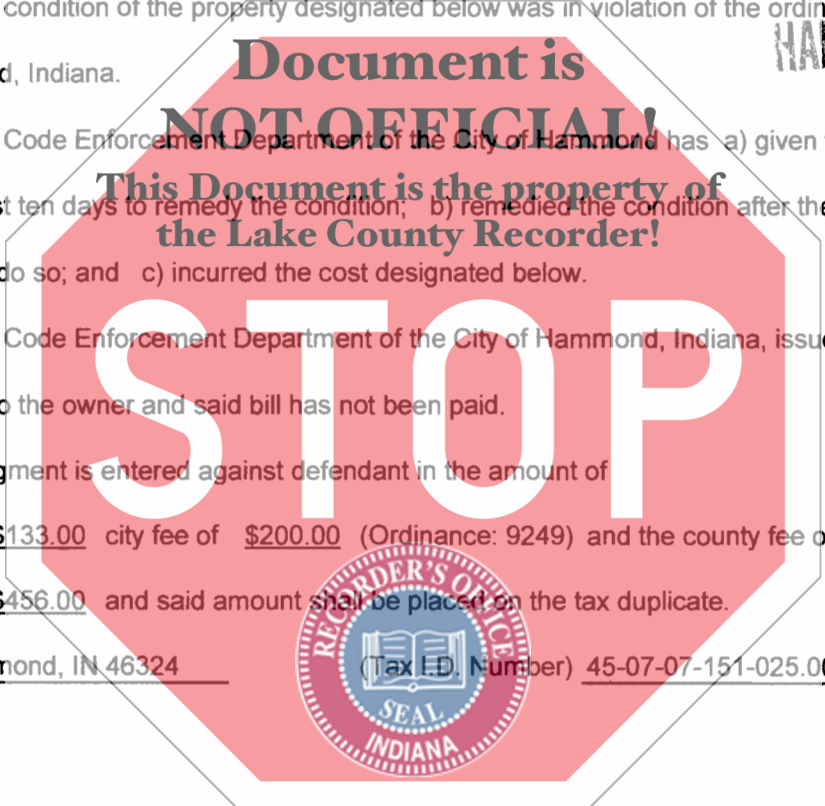 condition of the property designated below was in violation of the ordin
HA
Document is
d, Indiana.
NOT OFFICIAL!
Code Enforcement Department of the City of Hammond has a) given
This Document is the property of
t ten days to remedy the condition; b) remedied the condition after the
the Lake County Recorder!
do so; and c) incurred the cost designated below.
STOP
Code Enforcement Department of the City of Hammond, Indiana, issu
o the owner and said bill has not been paid.
gment is entered against defendant in the amount of
$133.00 city fee of $200.00 (Ordinance: 9249) and the county fee o
$456.00 and said amount shall be placed on the tax duplicate.
mond, IN 46324 (Tax I.D. Number) 45-07-07-151-025.00
RECORDER'S OFFICE
SEAL
INDIANA